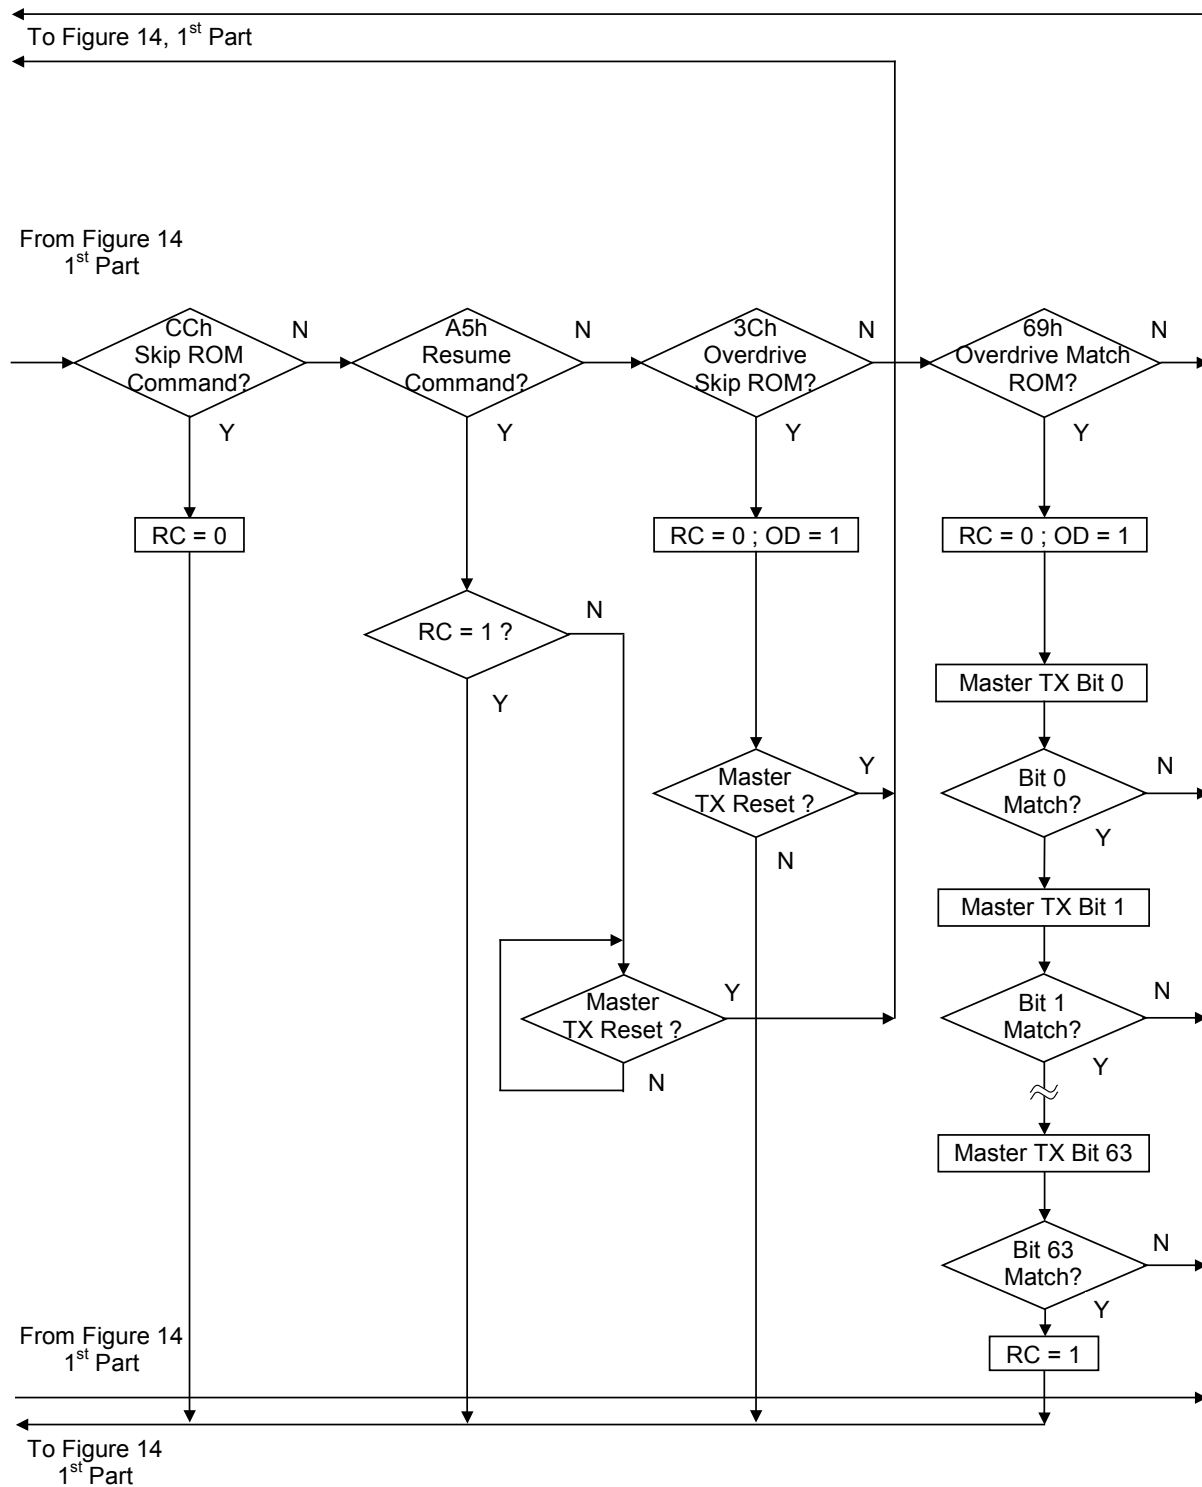 To Figure 14, 1st Part
From Figure 14
1st Part
CCh
Skip ROM
Command?
N
Y
A5h
Resume
Command?
N
Y
3Ch
Overdrive
Skip ROM?
N
Y
69h
Overdrive Match
ROM?
N
Y
RC = 0
RC = 0 ; OD = 1
RC = 0 ; OD = 1
RC = 1 ?
N
Y
Master TX Bit 0
Master
TX Reset ?
Y
N
Bit 0
Match?
N
Y
Master TX Bit 1
Master
TX Reset ?
Y
N
Bit 1
Match?
N
Y
Master TX Bit 63
Bit 63
Match?
N
Y
From Figure 14
1st Part
RC = 1
To Figure 14
1st Part